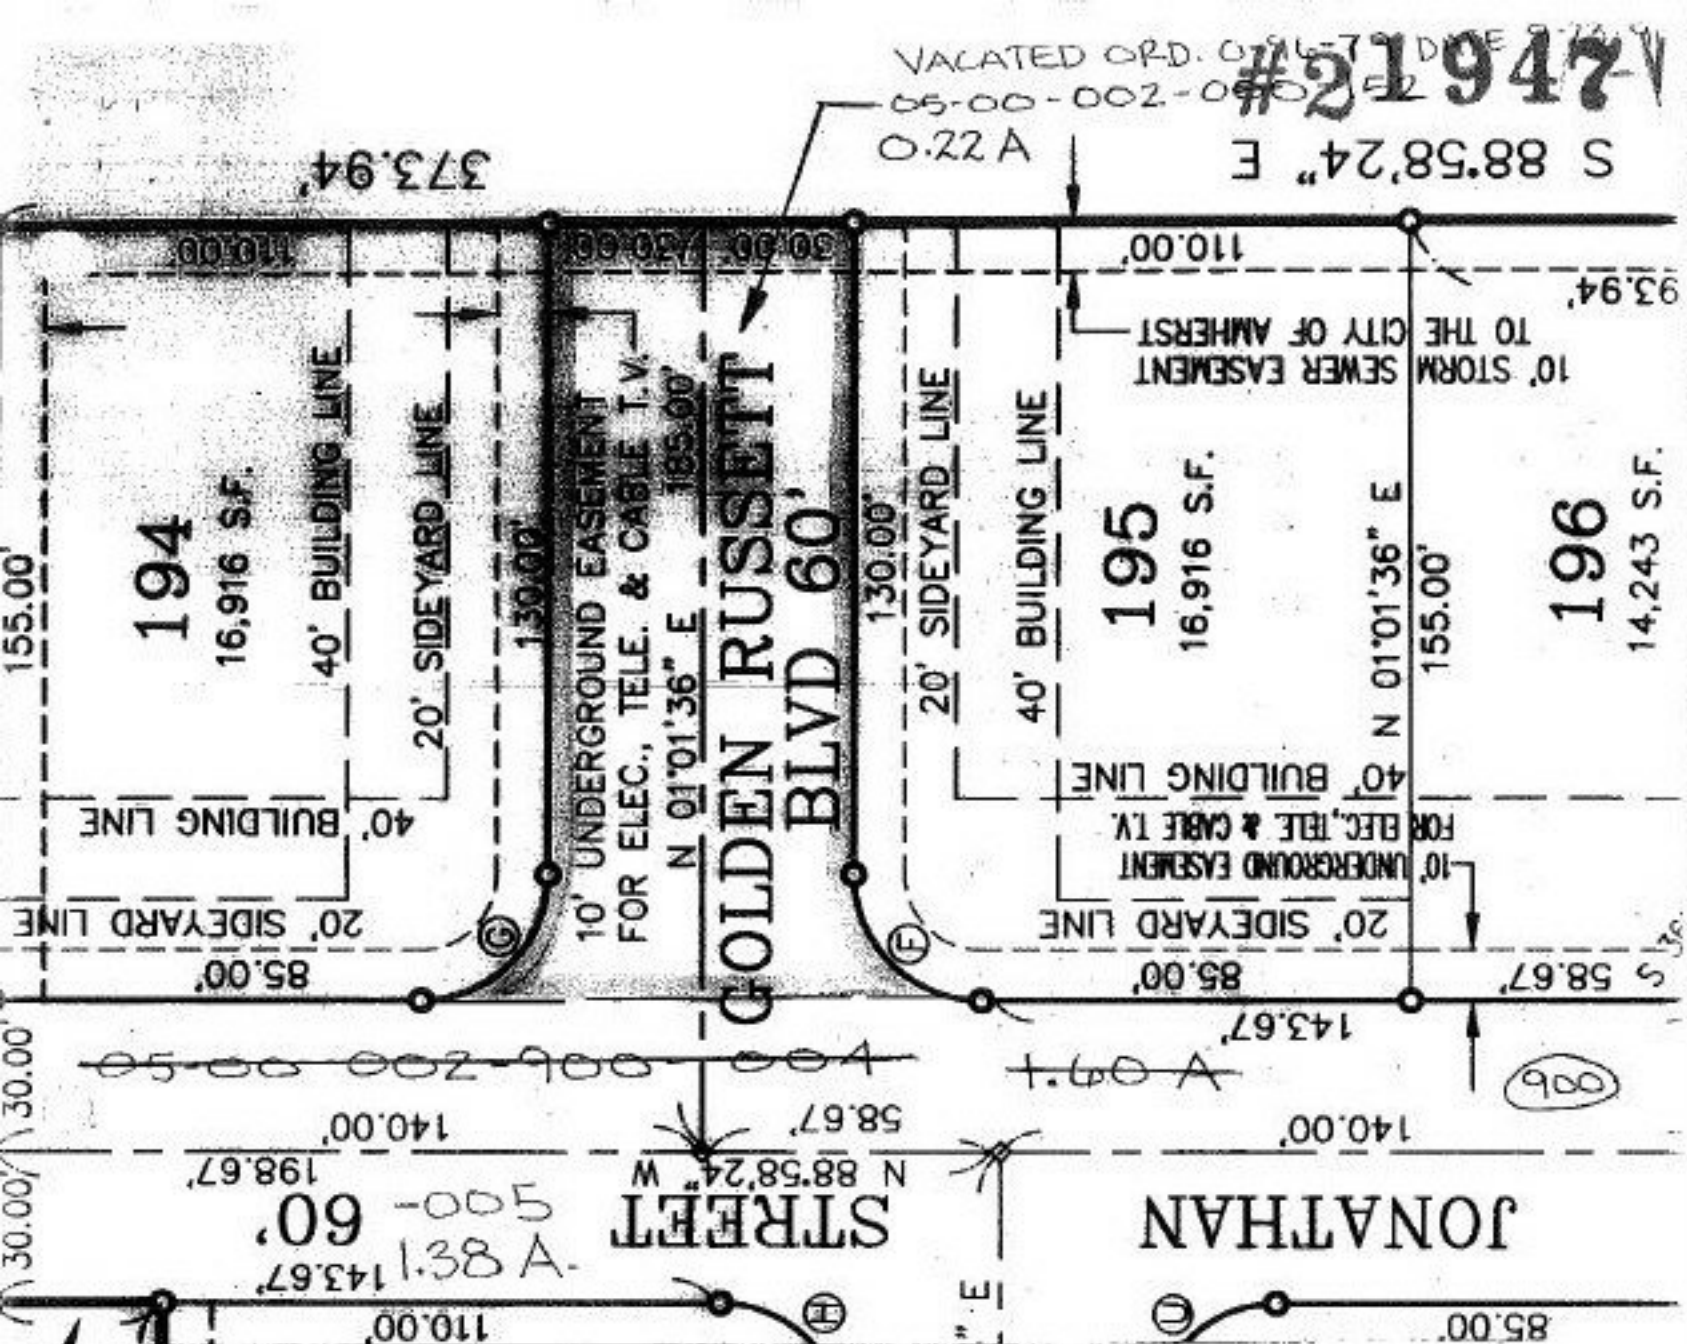 VACATED ORD.
#21947
05-00-002-
0.22 A
S 88°58'24" E
373.94'
110.00'
30.00'
30.00'
110.00'
93.94'
10' STORM SEWER EASEMENT
TO THE CITY OF AMHERST
155.00'
194
16,916 S.F.
40' BUILDING LINE
20' SIDEYARD LINE
130.00'
10' UNDERGROUND EASEMENT
FOR ELEC., TELE. & CABLE T.V.
185.00'
N 01°01'36" E
GOLDEN RUSSETT
BLVD 60'
130.00'
20' SIDEYARD LINE
40' BUILDING LINE
195
16,916 S.F.
N 01°01'36" E
155.00'
196
14,243 S.F.
40' BUILDING LINE
40' BUILDING LINE
10' UNDERGROUND EASEMENT
FOR ELEC., TELE. & CABLE T.V.
20' SIDEYARD LINE
20' SIDEYARD LINE
G
F
85.00'
85.00'
58.67'
S
143.67'
05-00-002-900-004
1.60 A
900
30.00'
140.00'
58.67'
140.00'
198.67'
N 88°58'24" W
30.00'
60'
-005
1.38 A.
STREET
JONATHAN
143.67'
110.00'
H
" E
U
85.00'